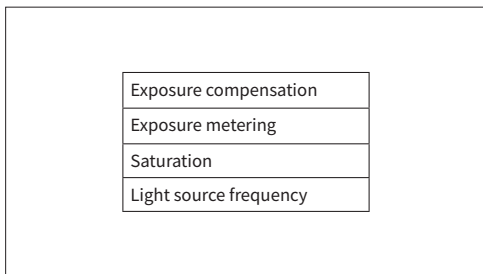 Exposure compensation
Exposure metering
Saturation
Light source frequency